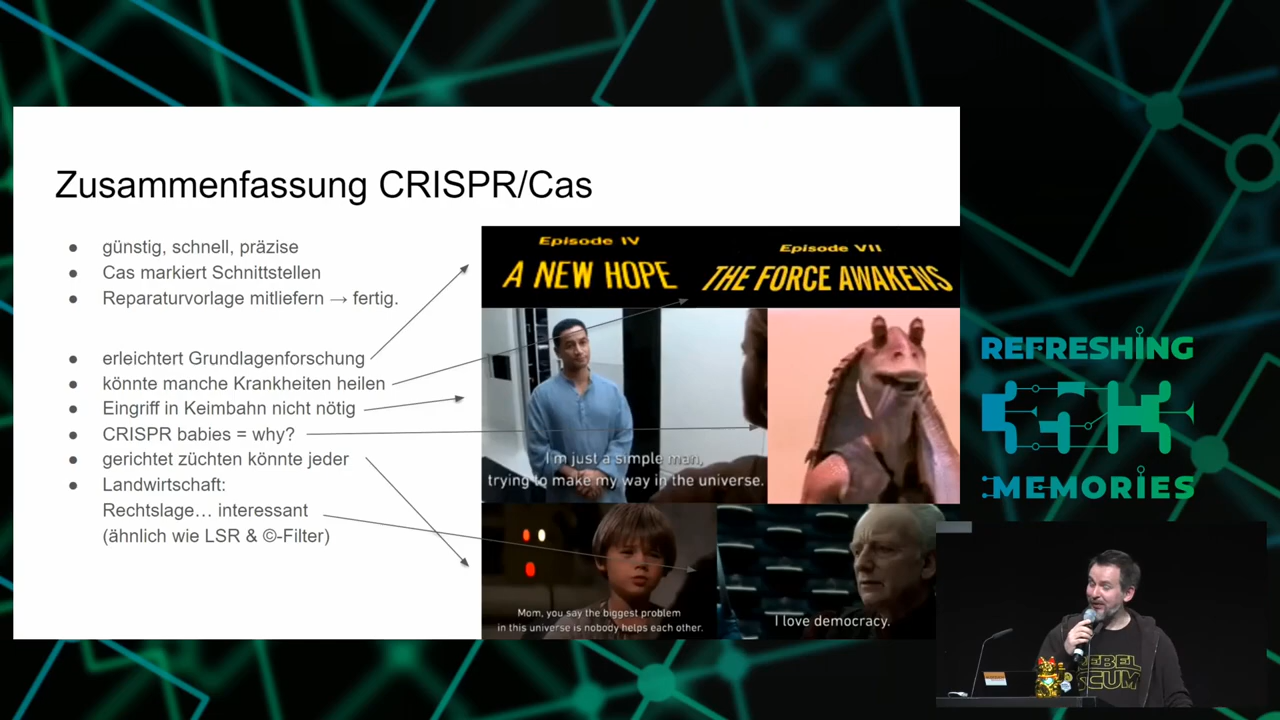 Zusammenfassung CRISPR/Cas
● günstig, schnell, präzise
● Cas markiert Schnittstellen
● Reparaturvorlage mitliefern → fertig.
● erleichtert Grundlagenforschung
● könnte manche Krankheiten heilen
● Eingriff in Keimbahn nicht nötig
● CRISPR babies = why?
● gerichtet züchten könnte jeder
● Landwirtschaft:
Rechtslage… interessant
(ähnlich wie LSR & ©-Filter)
Episode IV
A NEW HOPE
Episode VII
THE FORCE AWAKENS
I'm just a simple man,
trying to make my way in the universe.
Mom, you say the biggest problem
in this universe is nobody helps each other.
I love democracy.
REFRESHING
MEMORIES
REBEL
SCUM